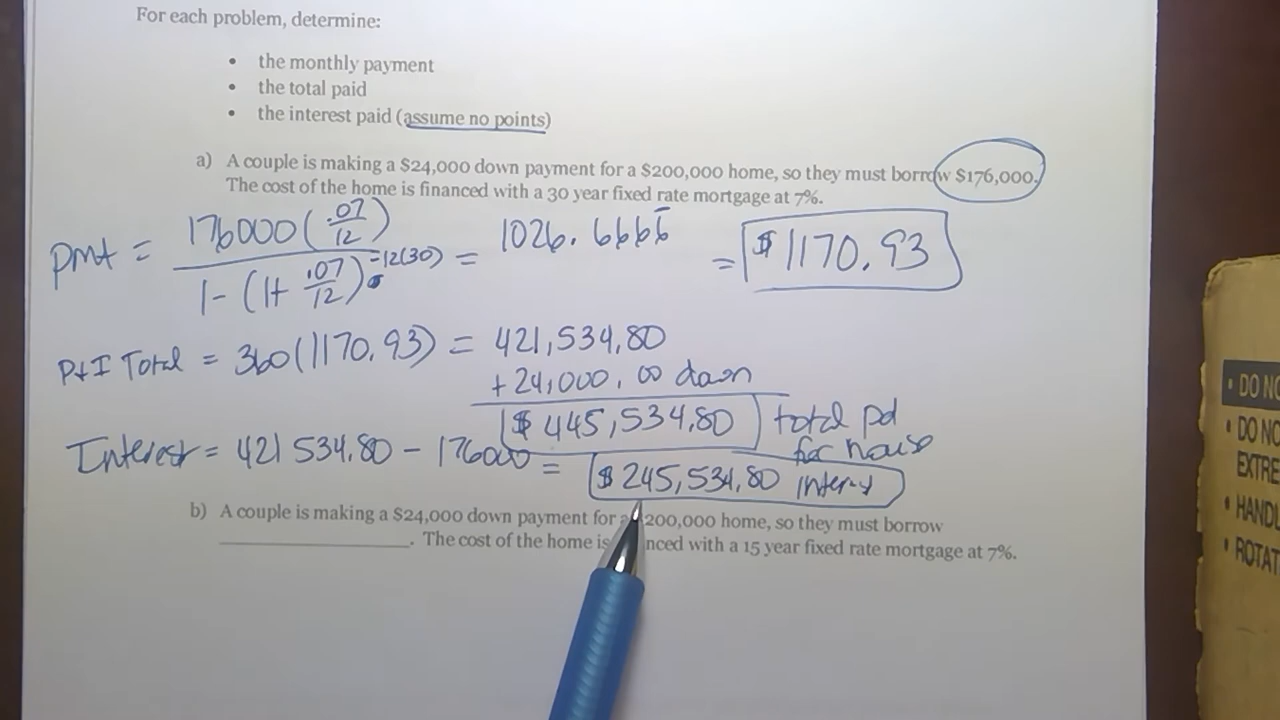 For each problem, determine:
• the monthly payment
• the total paid
• the interest paid (assume no points)
a) A couple is making a $24,000 down payment for a $200,000 home, so they must borrow $176,000.
The cost of the home is financed with a 30 year fixed rate mortgage at 7%.
pmt = 176000(.07/12) / 1-(1+ .07/12)^-12(30) = 1026.6666 = $1170.93
P+I Total = 360(1170.93) = 421,534.80
+24,000.00 down
$445,534.80 total pd
for house
Interest = 421534.80 - 176000 = $245,534.80 interest
b) A couple is making a $24,000 down payment for 200,000 home, so they must borrow
. The cost of the home is nced with a 15 year fixed rate mortgage at 7%.
• DO NO
• DO NO
EXTRE
• HANDL
• ROTAT